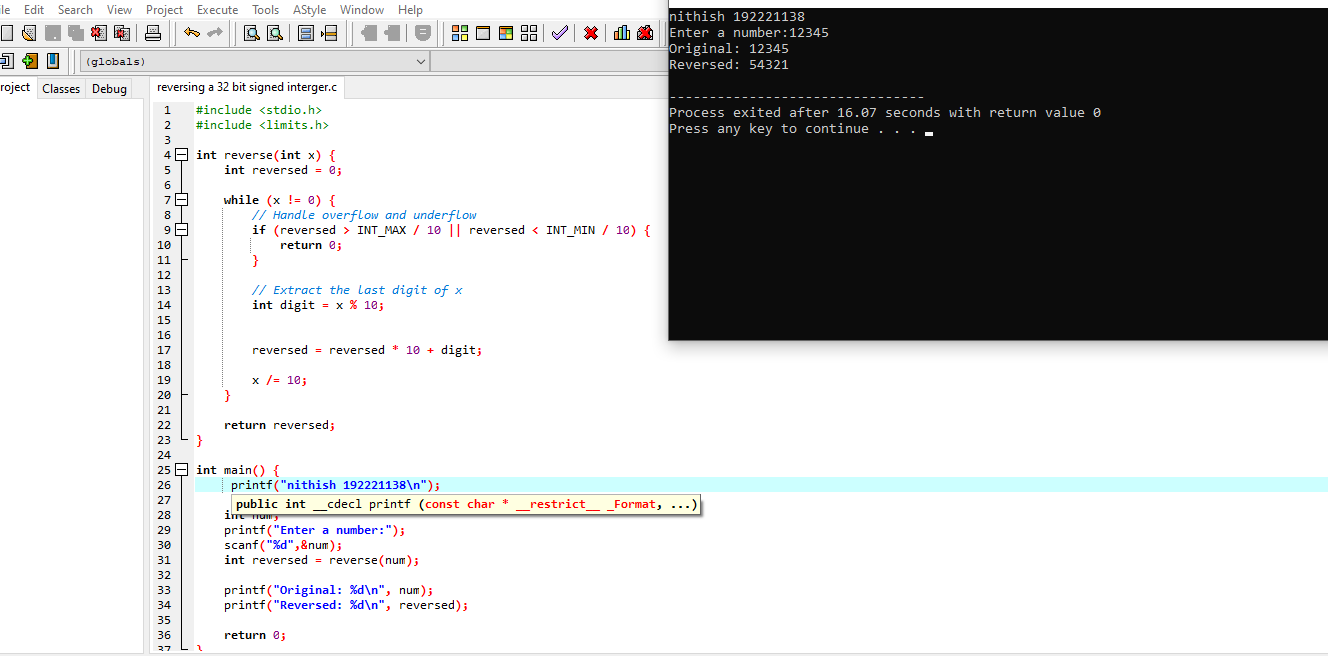 ile Edit Search View Project Execute Tools AStyle Window Help
(globals)
roject Classes Debug
reversing a 32 bit signed interger.c
1 #include <stdio.h>
2 #include <limits.h>
3
4 int reverse(int x) {
5 int reversed = 0;
6
7 while (x != 0) {
8 // Handle overflow and underflow
9 if (reversed > INT_MAX / 10 || reversed < INT_MIN / 10) {
10 return 0;
11 }
12
13 // Extract the last digit of x
14 int digit = x % 10;
15
16
17 reversed = reversed * 10 + digit;
18
19 x /= 10;
20 }
21
22 return reversed;
23 }
24
25 int main() {
26 printf("nithish 192221138\n");
27 public int __cdecl printf (const char * __restrict__ _Format, ...)
28 int num;
29 printf("Enter a number:");
30 scanf("%d",&num);
31 int reversed = reverse(num);
32
33 printf("Original: %d\n", num);
34 printf("Reversed: %d\n", reversed);
35
36 return 0;
37 }
nithish 192221138
Enter a number:12345
Original: 12345
Reversed: 54321
--------------------------------
Process exited after 16.07 seconds with return value 0
Press any key to continue . . .